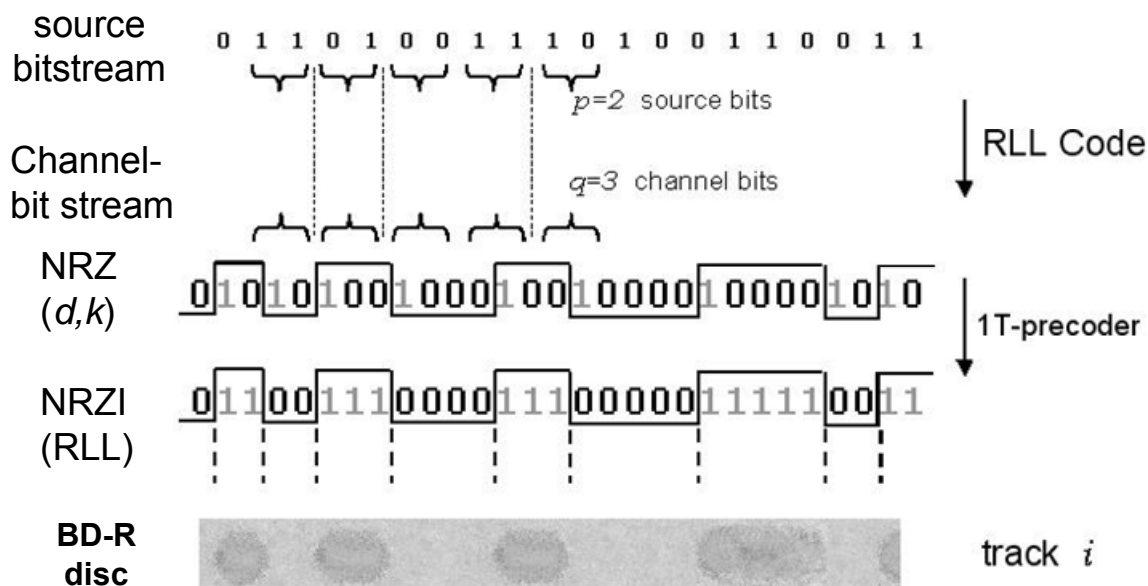 source
bitstream
0 1 1 0 1 0 0 1 1 1 0 1 0 0 1 1 0 0 1 1
p=2 source bits
RLL Code
Channel-
bit stream
q=3 channel bits
NRZ
(d,k)
0 1 0 1 0 1 0 0 1 0 0 0 1 0 0 1 0 0 0 0 1 0 0 0 0 1 0 1 0
1T-precoder
NRZI
(RLL)
0 1 1 0 0 1 1 1 0 0 0 0 1 1 1 0 0 0 0 0 1 1 1 1 1 0 0 1 1
BD-R
disc
track i